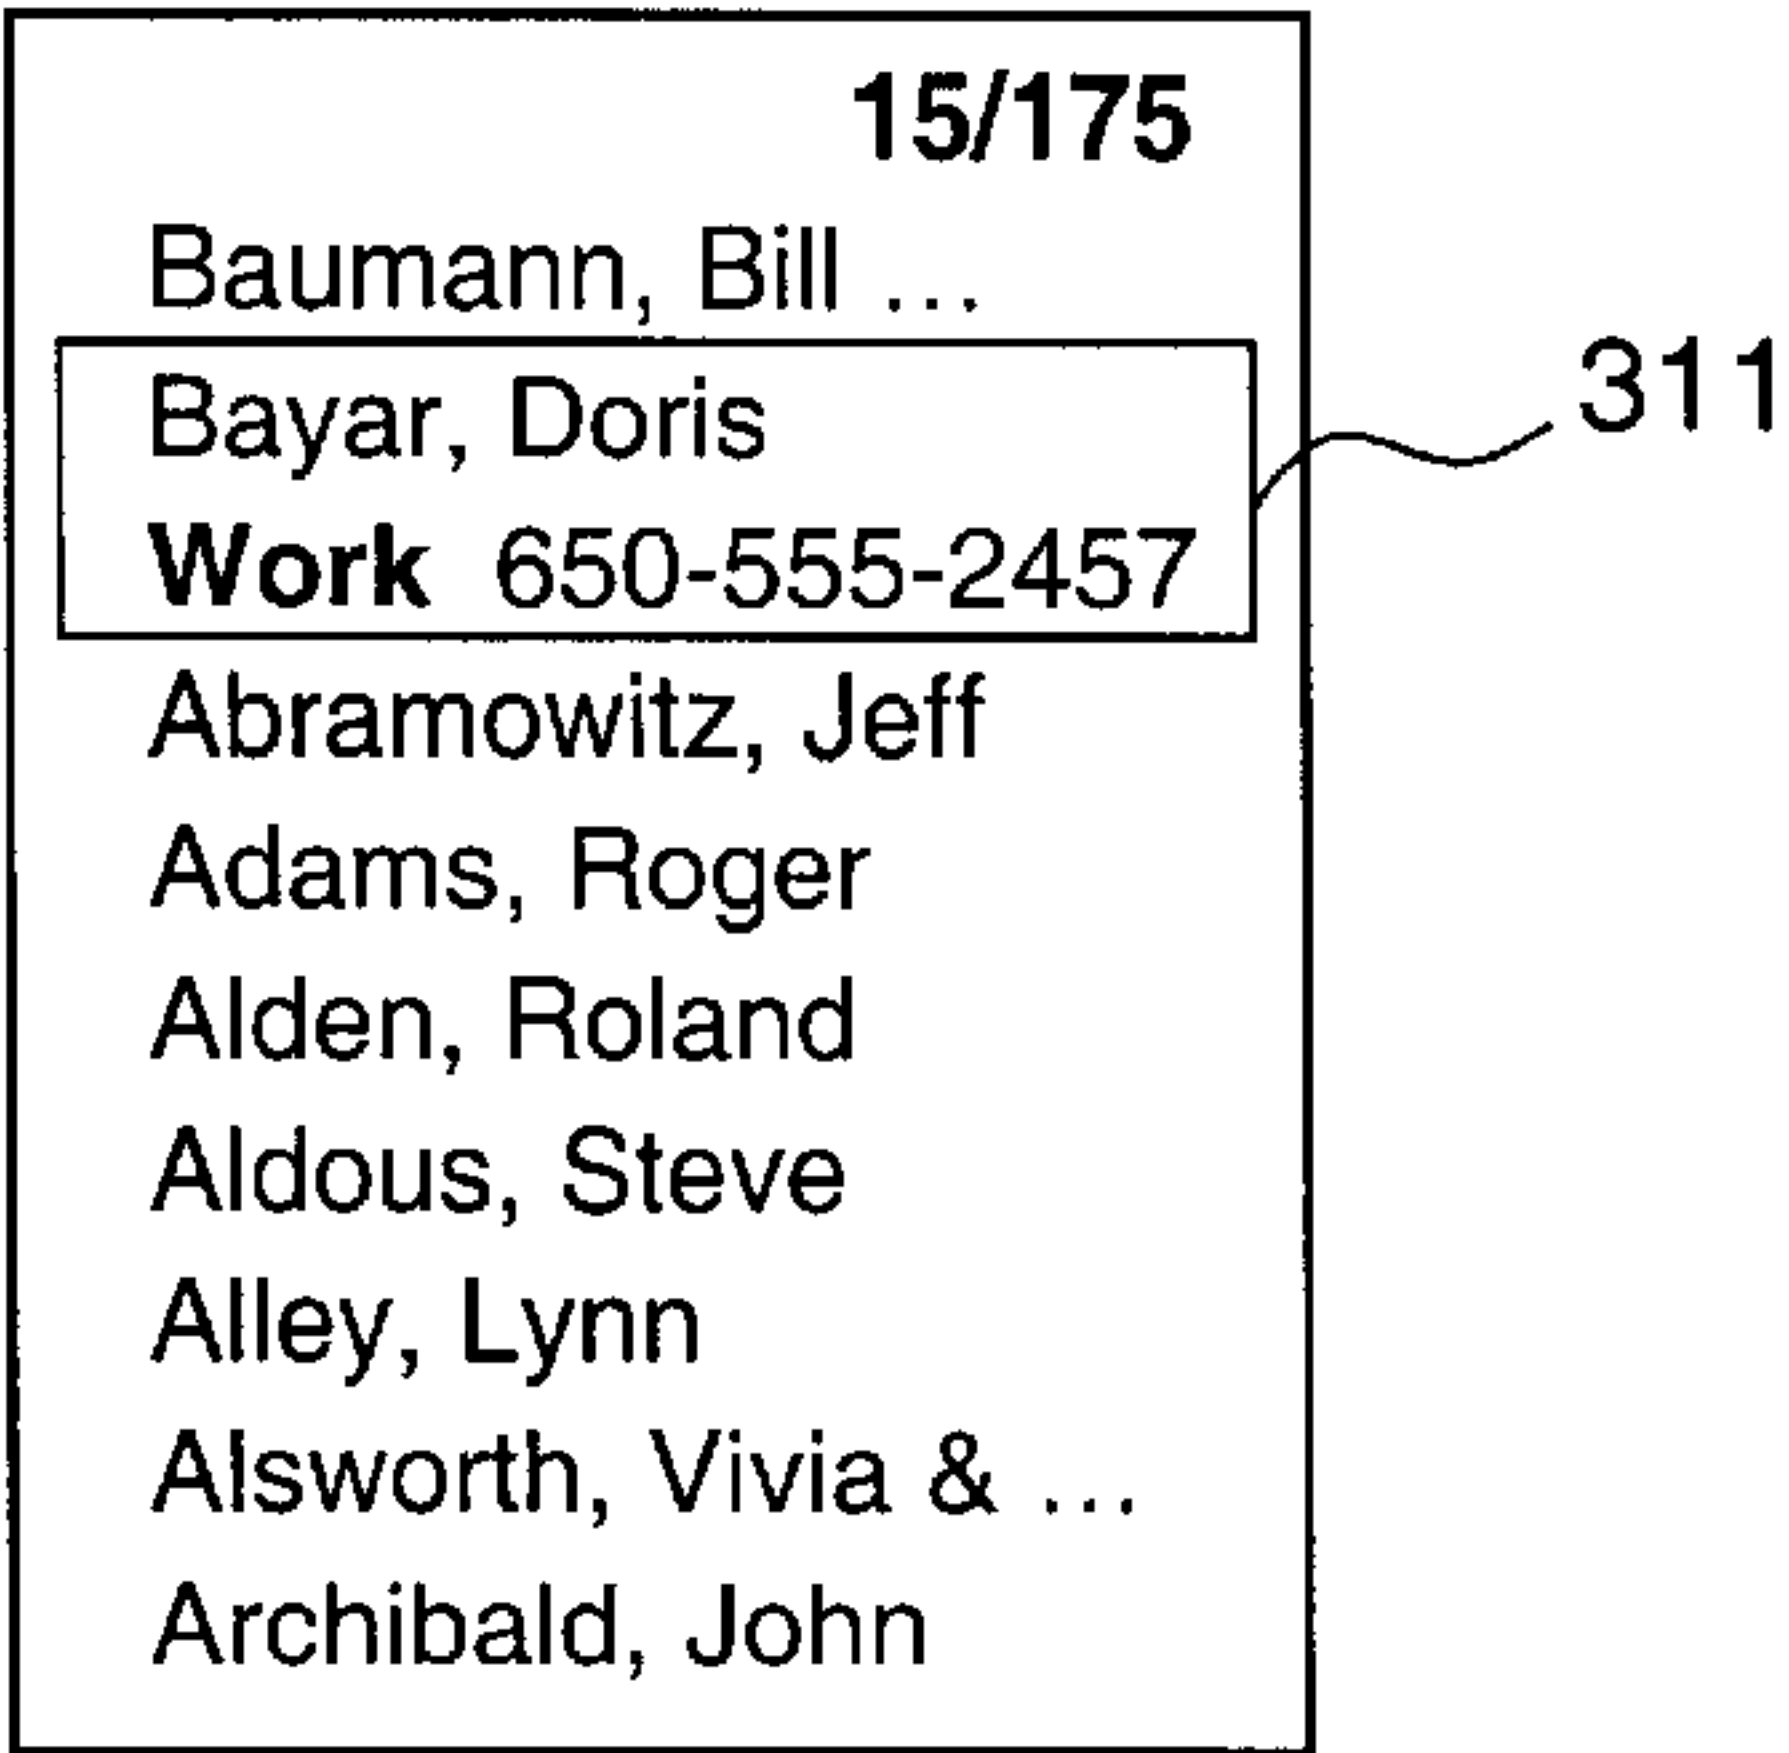 15/175
Baumann, Bill ...
Bayar, Doris
311
Work 650-555-2457
Abramowitz, Jeff
Adams, Roger
Alden, Roland
Aldous, Steve
Alley, Lynn
Alsworth, Vivia & ...
Archibald, John